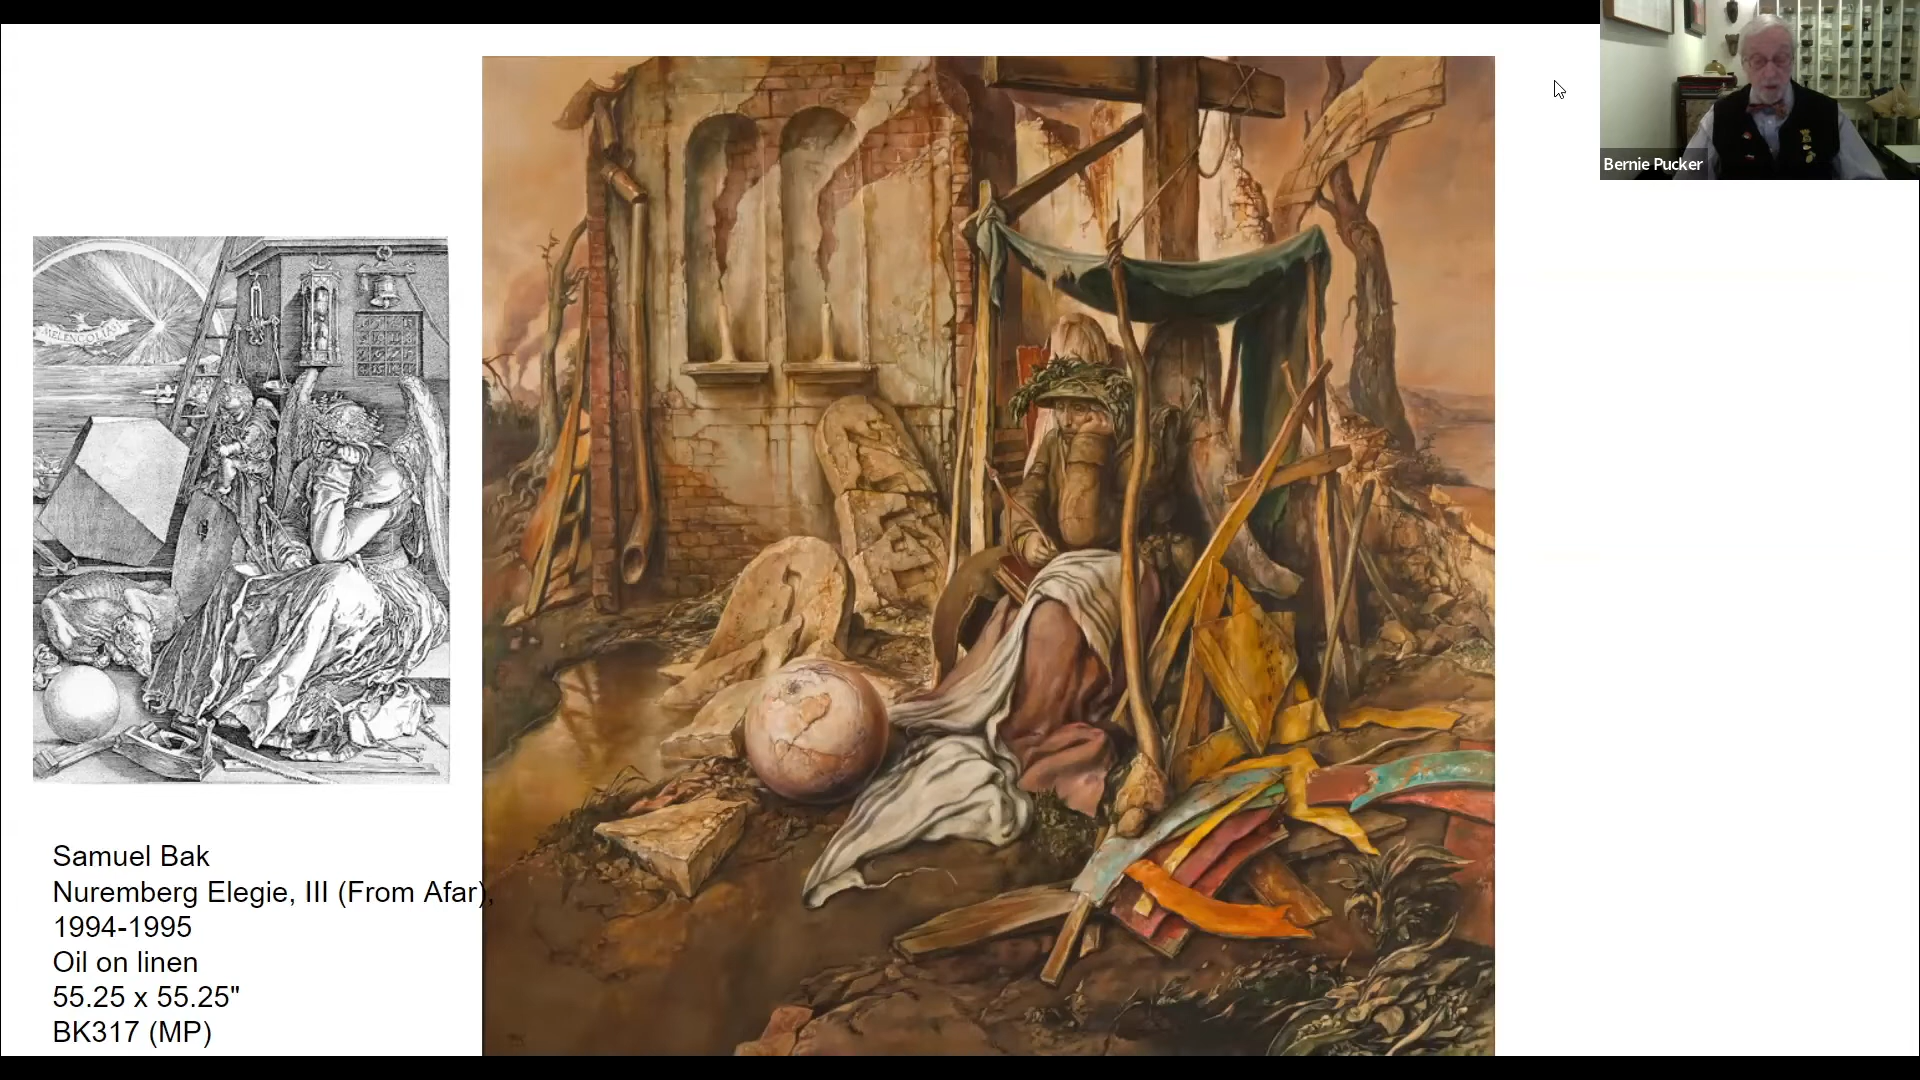 Bernie Pucker
MELENCOLIA I
Samuel Bak
Nuremberg Elegie, III (From Afar),
1994-1995
Oil on linen
55.25 x 55.25"
BK317 (MP)